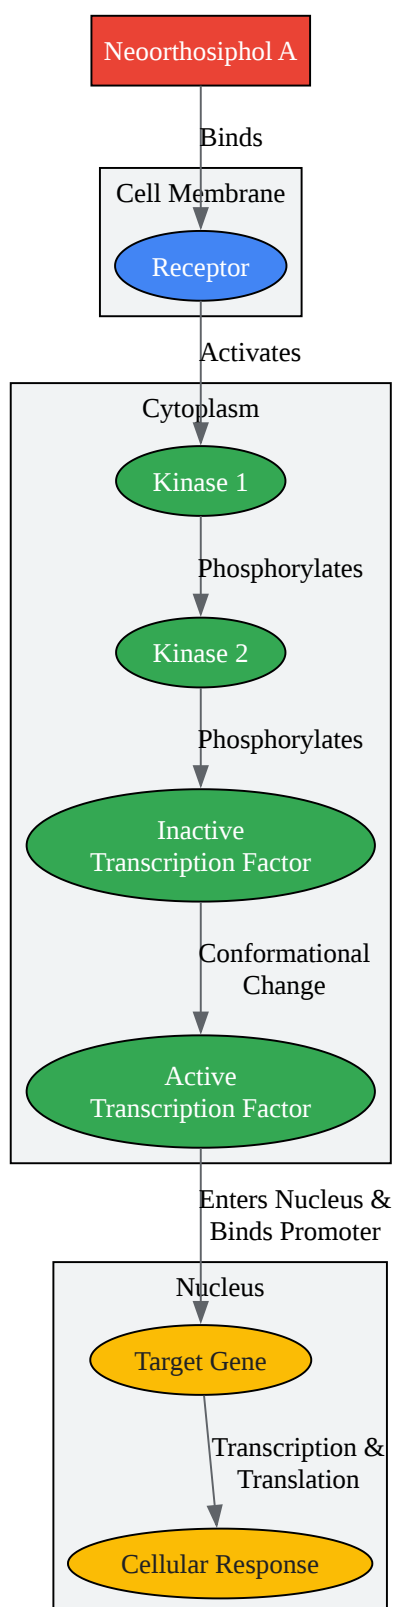 Neoorthosiphol A
Binds
Cell Membrane
Receptor
Activates
Cytoplasm
Kinase 1
Phosphorylates
Kinase 2
Phosphorylates
Inactive
Transcription Factor
Conformational
Change
Active
Transcription Factor
Enters Nucleus &
Binds Promoter
Nucleus
Target Gene
Transcription &
Translation
Cellular Response